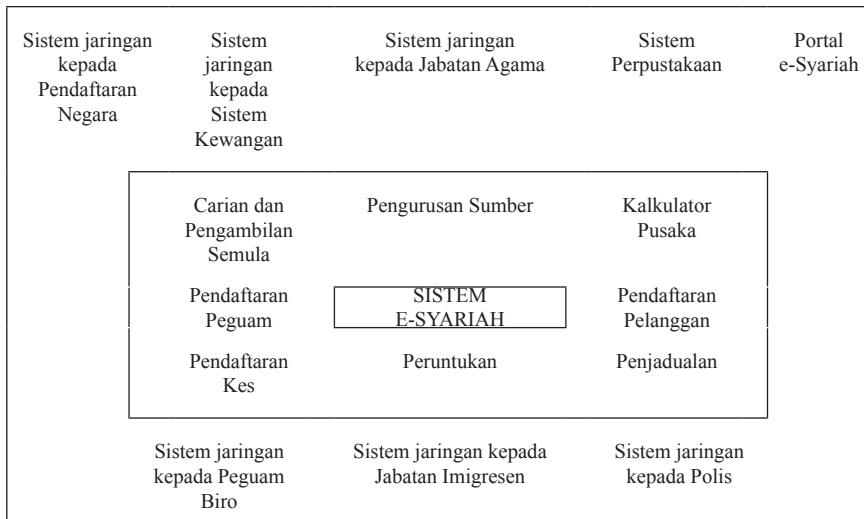 Sistem jaringan
kepada
Pendaftaran
Negara
Sistem
jaringan
kepada
Sistem
Kewangan
Sistem jaringan
kepada Jabatan Agama
Sistem
Perpustakaan
Portal
e-Syariah
Carian dan
Pengambilan
Semula
Pengurusan Sumber
Kalkulator
Pusaka
Pendaftaran
Peguam
SISTEM
E-SYARIAH
Pendaftaran
Pelanggan
Pendaftaran
Kes
Peruntukan
Penjadualan
Sistem jaringan
kepada Peguam
Biro
Sistem jaringan kepada
Jabatan Imigresen
Sistem jaringan
kepada Polis